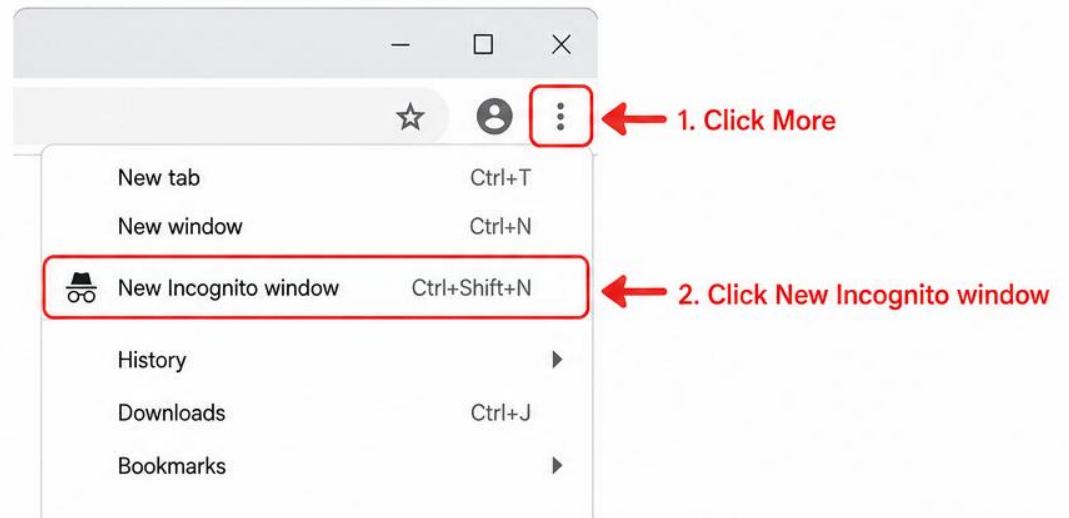 1. Click More
New tab Ctrl+T
New window Ctrl+N
New Incognito window Ctrl+Shift+N
2. Click New Incognito window
History
Downloads Ctrl+J
Bookmarks